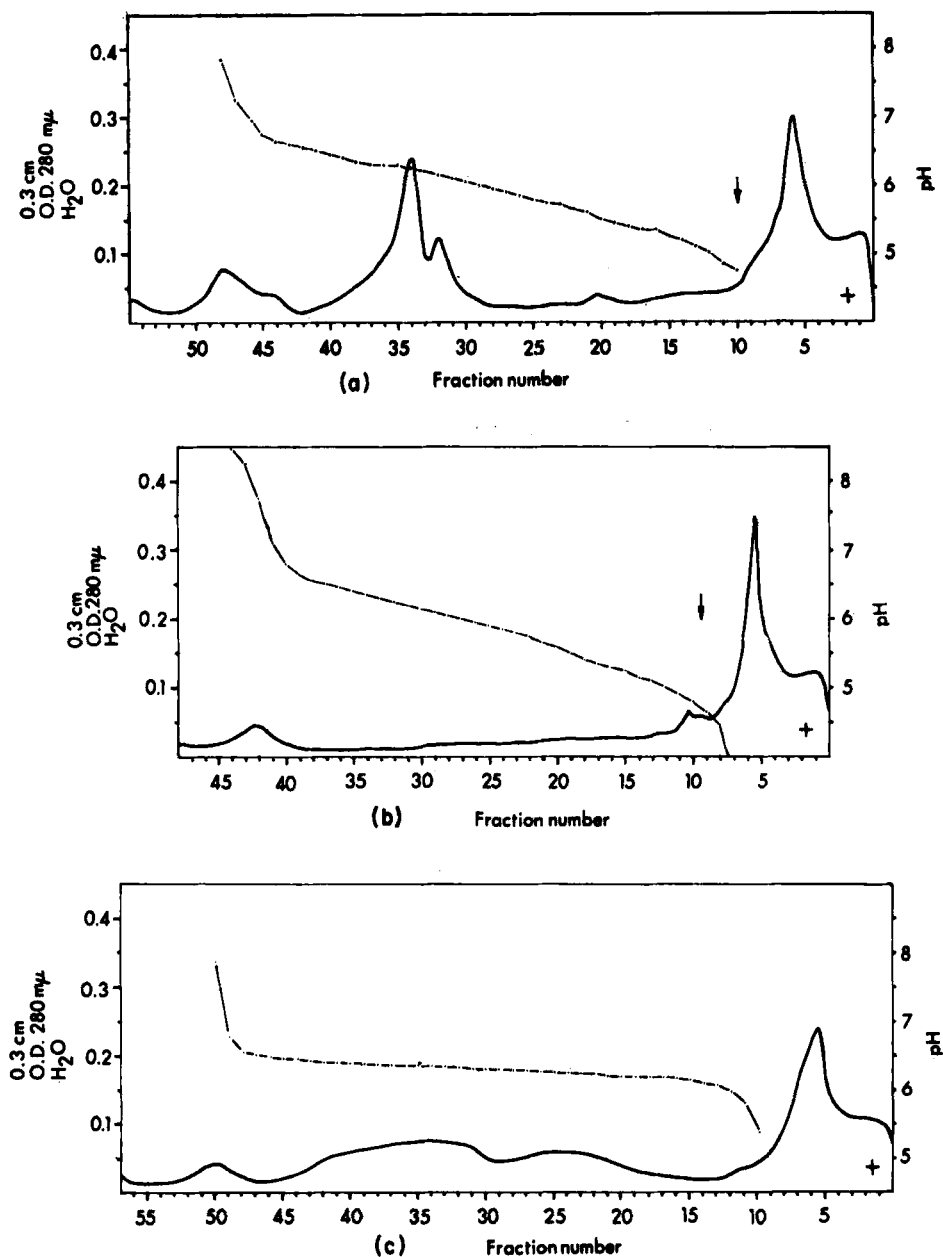 0.4
0.3
0.2
0.1
0.3 cm
O.D. 280 mμ
H2O
8
7
6
5
pH
+
50 45 40 35 30 25 20 15 10 5
(a) Fraction number
0.4
0.3
0.2
0.1
0.3 cm
O.D. 280 mμ
H2O
8
7
6
5
pH
+
45 40 35 30 25 20 15 10 5
(b) Fraction number
0.4
0.3
0.2
0.1
0.3 cm
O.D. 280 mμ
H2O
8
7
6
5
pH
+
55 50 45 40 35 30 25 20 15 10 5
(c) Fraction number